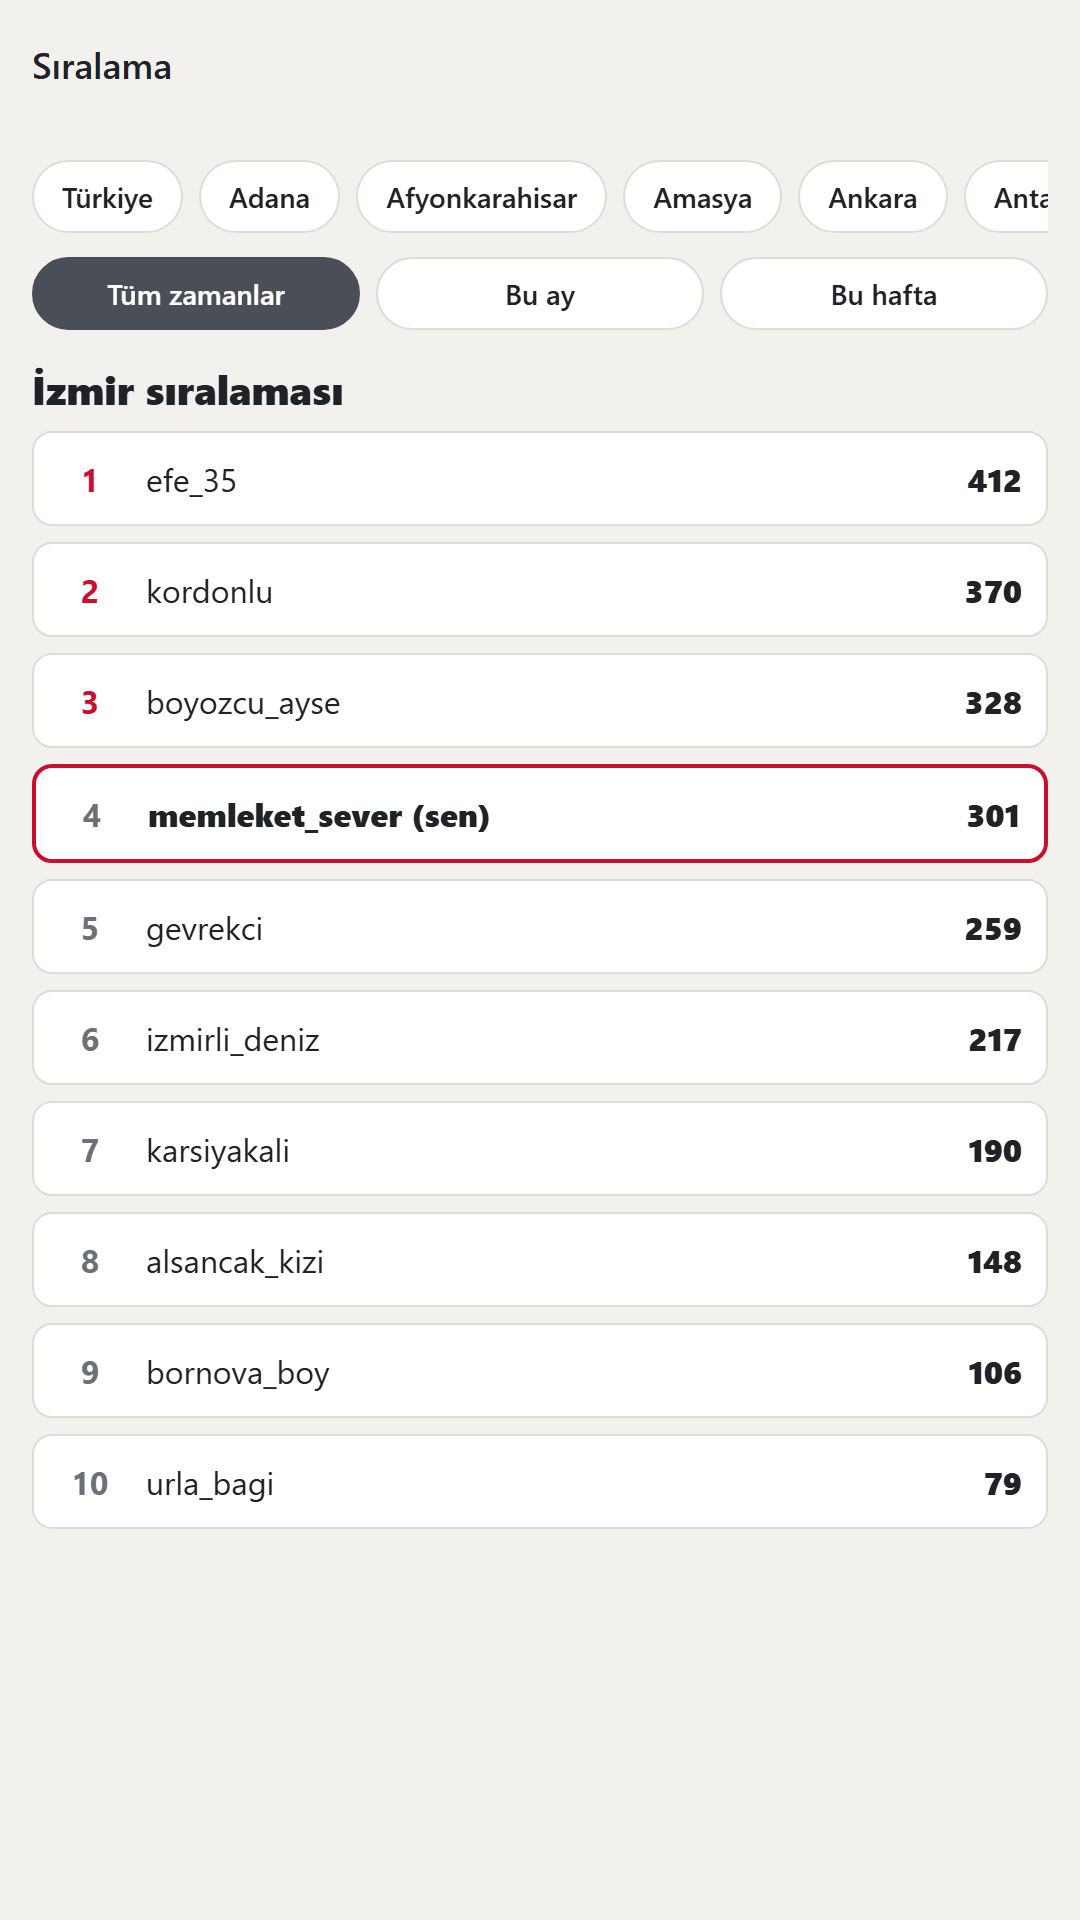 Sıralama
Türkiye Adana Afyonkarahisar Amasya Ankara Anta
Tüm zamanlar Bu ay Bu hafta
İzmir sıralaması
1 efe_35 412
2 kordonlu 370
3 boyozcu_ayse 328
4 memleket_sever (sen) 301
5 gevrekci 259
6 izmirli_deniz 217
7 karsiyakali 190
8 alsancak_kizi 148
9 bornova_boy 106
10 urla_bagi 79